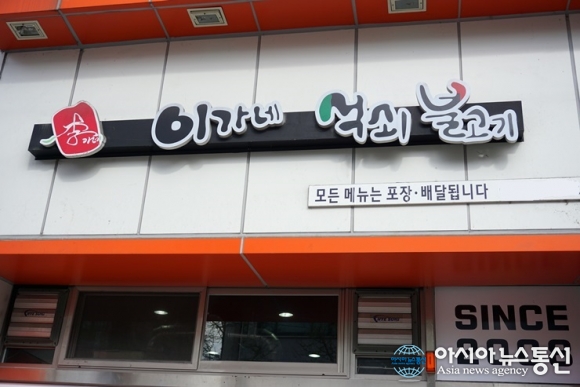 李
이가네 석쇠 불고기
모든 메뉴는 포장·배달됩니다
SINCE
아시아뉴스통신
Asia news agency